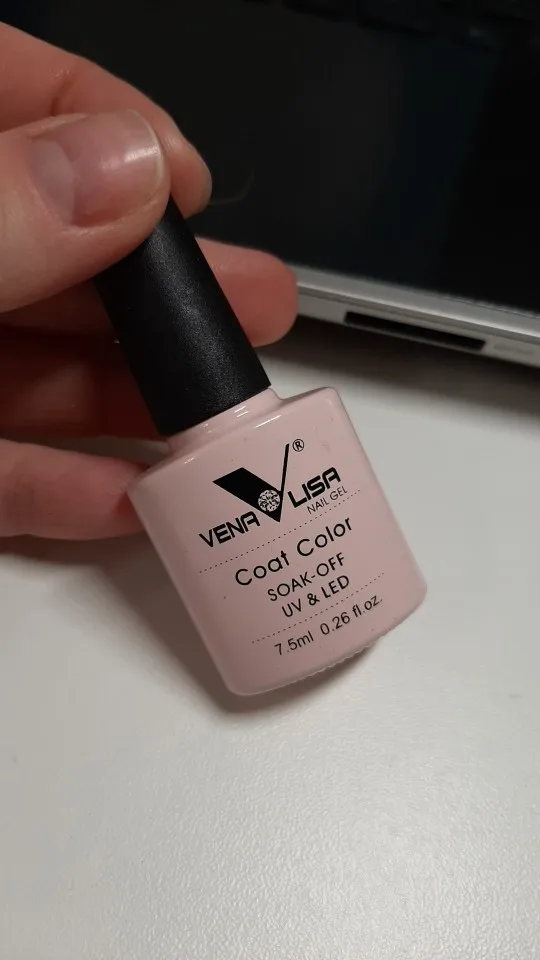 ®
VENA LISA
NAIL GEL
Coat Color
SOAK-OFF
UV & LED
7.5ml 0.26 fl.oz.